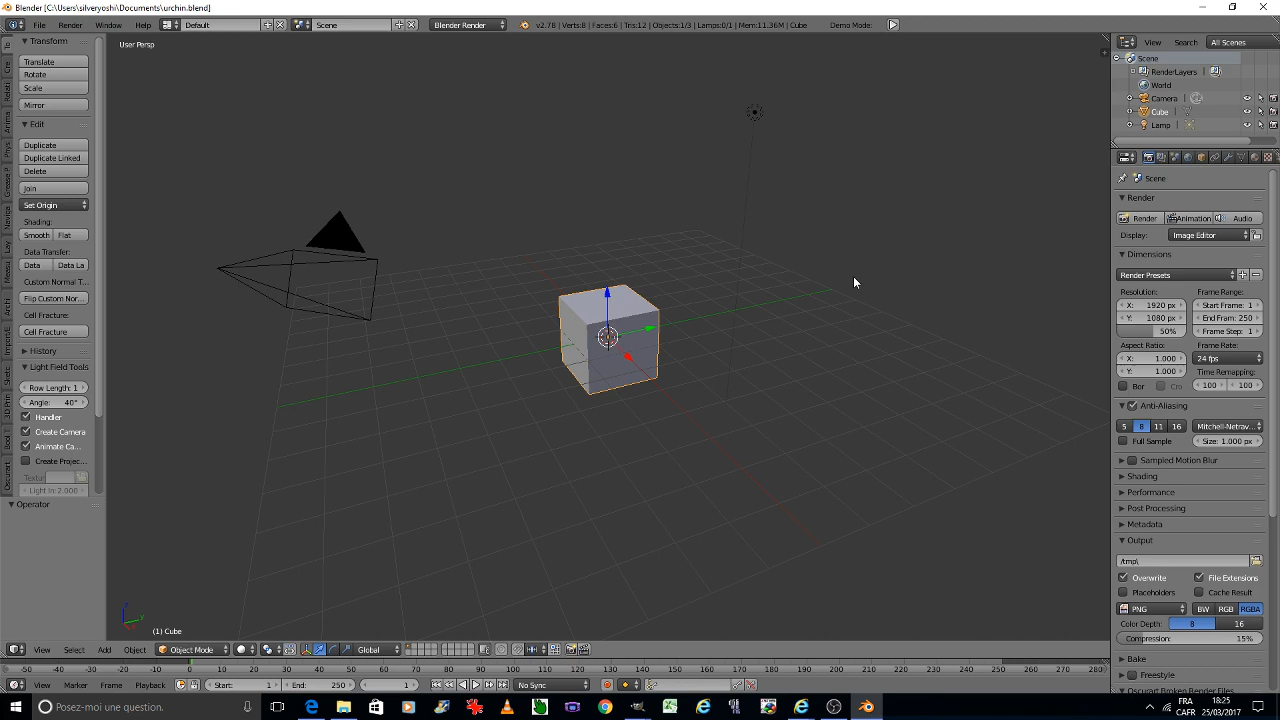 Blender [C:\Users\silveryoshi\Documents\urchin.blend]
File Render Window Help Default Scene Blender Render v2.78 | Verts:8 | Faces:6 | Tris:12 | Objects:1/3 | Lamps:0/1 | Mem:11.36M | Cube Demo Mode:
Transform
Translate
Rotate
Scale
Mirror
Edit
Duplicate
Duplicate Linked
Delete
Join
Set Origin
Shading:
Smooth Flat
Data Transfer:
Data Data La
Custom Normal T
Flip Custom Nor...
Cell Fracture:
Cell Fracture
History
Light Field Tools
Row Length: 1
Angle: 40°
Handler
Create Camera
Animate Ca...
Create Projec...
Textu
Light In: 2.000
Operator
User Persp
(1) Cube
View Search All Scenes
Scene
RenderLayers
World
Camera
Cube
Lamp
Scene
Render
Render Animation Audio
Display: Image Editor
Dimensions
Render Presets
Resolution: Frame Range:
X: 1920 px Start Frame: 1
Y: 1080 px End Fram: 250
50% Frame Step: 1
Aspect Ratio: Frame Rate:
X: 1.000 24 fps
Y: 1.000 Time Remapping:
Bor Cro 100 100
Anti-Aliasing
5 8 11 16 Mitchell-Netrav...
Full Sample Size: 1.000 px
Sampled Motion Blur
Shading
Performance
Post Processing
Metadata
Output
/tmp\
Overwrite File Extensions
Placeholders Cache Result
PNG BW RGB RGBA
Color Depth: 8 16
Compression: 15%
Bake
Freestyle
View Select Add Object Object Mode Global
-50 -40 -30 -20 -10 0 10 20 30 40 50 60 70 80 90 100 110 120 130 140 150 160 170 180 190 200 210 220 230 240 250 260 270 280
View Marker Frame Playback Start: 1 End: 250 1 No Sync
Posez-moi une question.
FRA 18:25
CAFR 25/03/2017